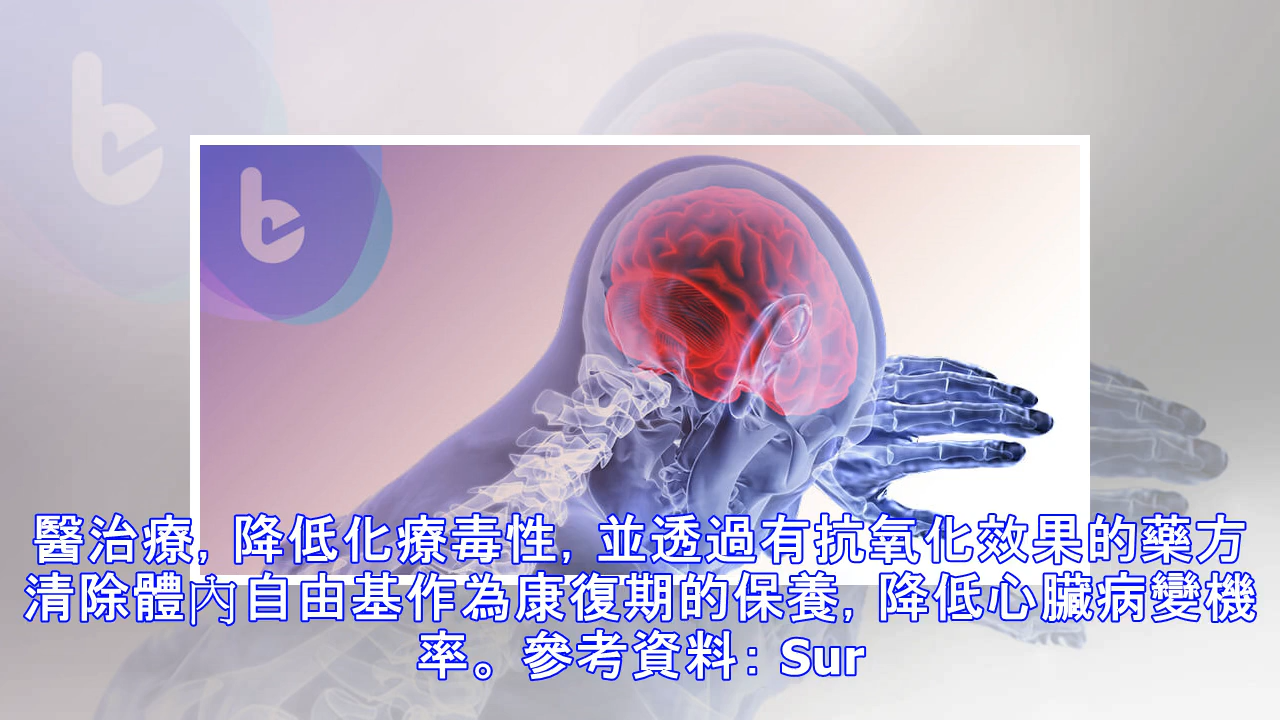 醫治療, 降低化療毒性, 並透過有抗氧化效果的藥方
清除體內自由基作為康復期的保養, 降低心臟病變機
率。參考資料: Sur